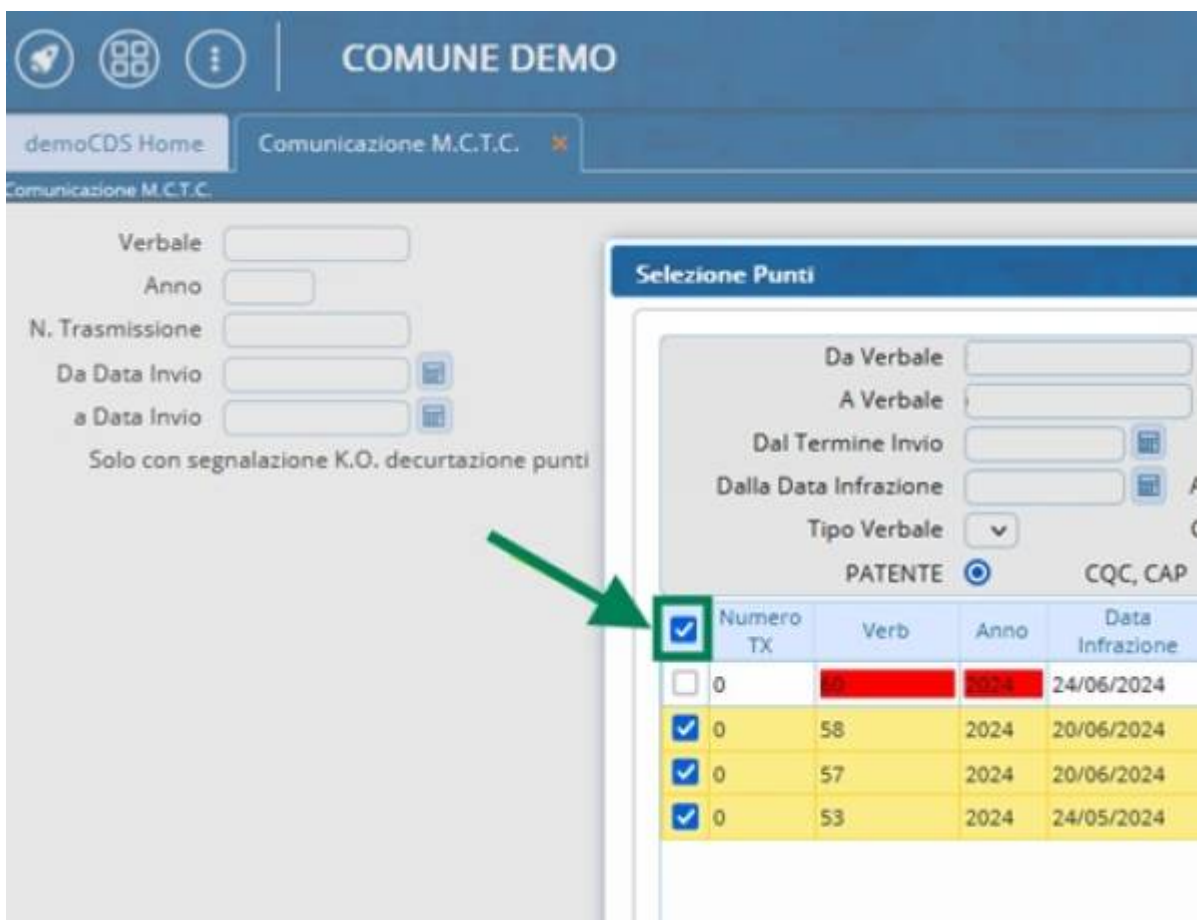 COMUNE DEMO
demoCDS Home
Comunicazione M.C.T.C.
Comunicazione M.C.T.C.
Verbale
Anno
N. Trasmissione
Da Data Invio
a Data Invio
Solo con segnalazione K.O. decurtazione punti
Selezione Punti
Da Verbale
A Verbale
Dal Termine Invio
Dalla Data Infrazione
Tipo Verbale
PATENTE CQC, CAP
Numero TX Verb Anno Data Infrazione
0 60 2024 24/06/2024
0 58 2024 20/06/2024
0 57 2024 20/06/2024
0 53 2024 24/05/2024